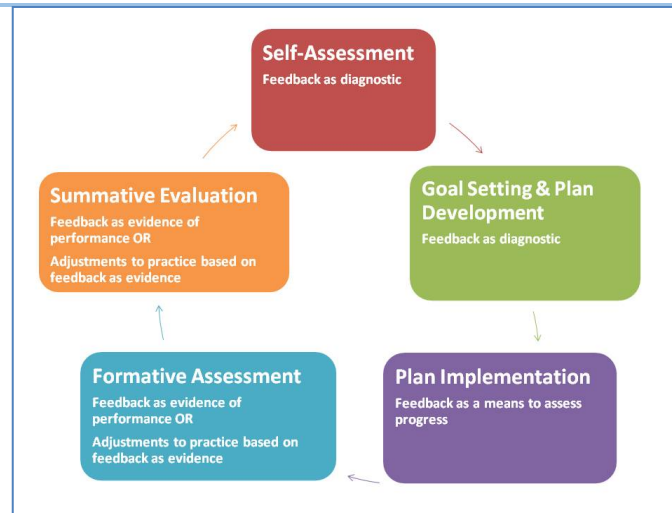 Self-Assessment
Feedback as diagnostic
Goal Setting & Plan
Development
Feedback as diagnostic
Plan Implementation
Feedback as a means to assess
progress
Formative Assessment
Feedback as evidence of
performance OR
Adjustments to practice based on
feedback as evidence
Summative Evaluation
Feedback as evidence of
performance OR
Adjustments to practice based on
feedback as evidence